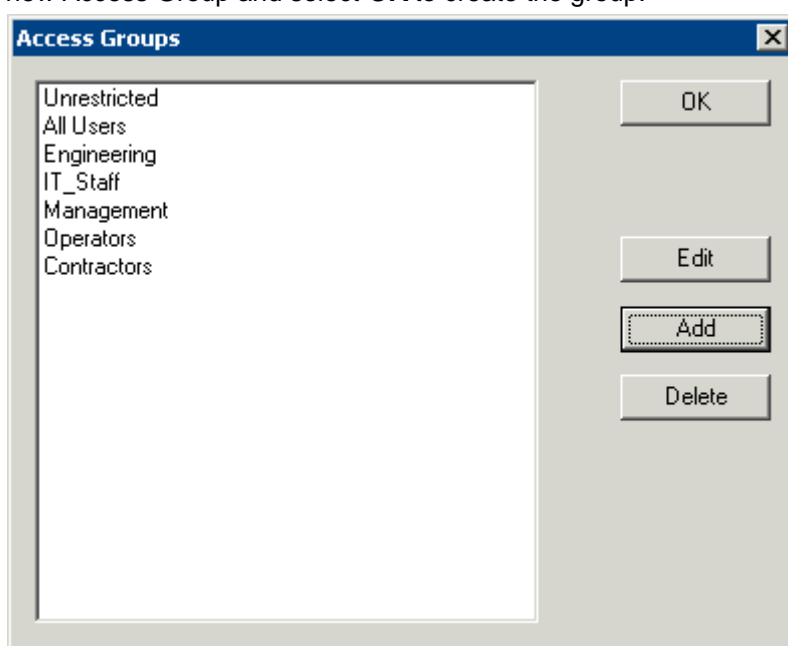 new Access Group and select OK to create the group.
Access Groups
Unrestricted
All Users
Engineering
IT_Staff
Management
Operators
Contractors
OK
Edit
Add
Delete